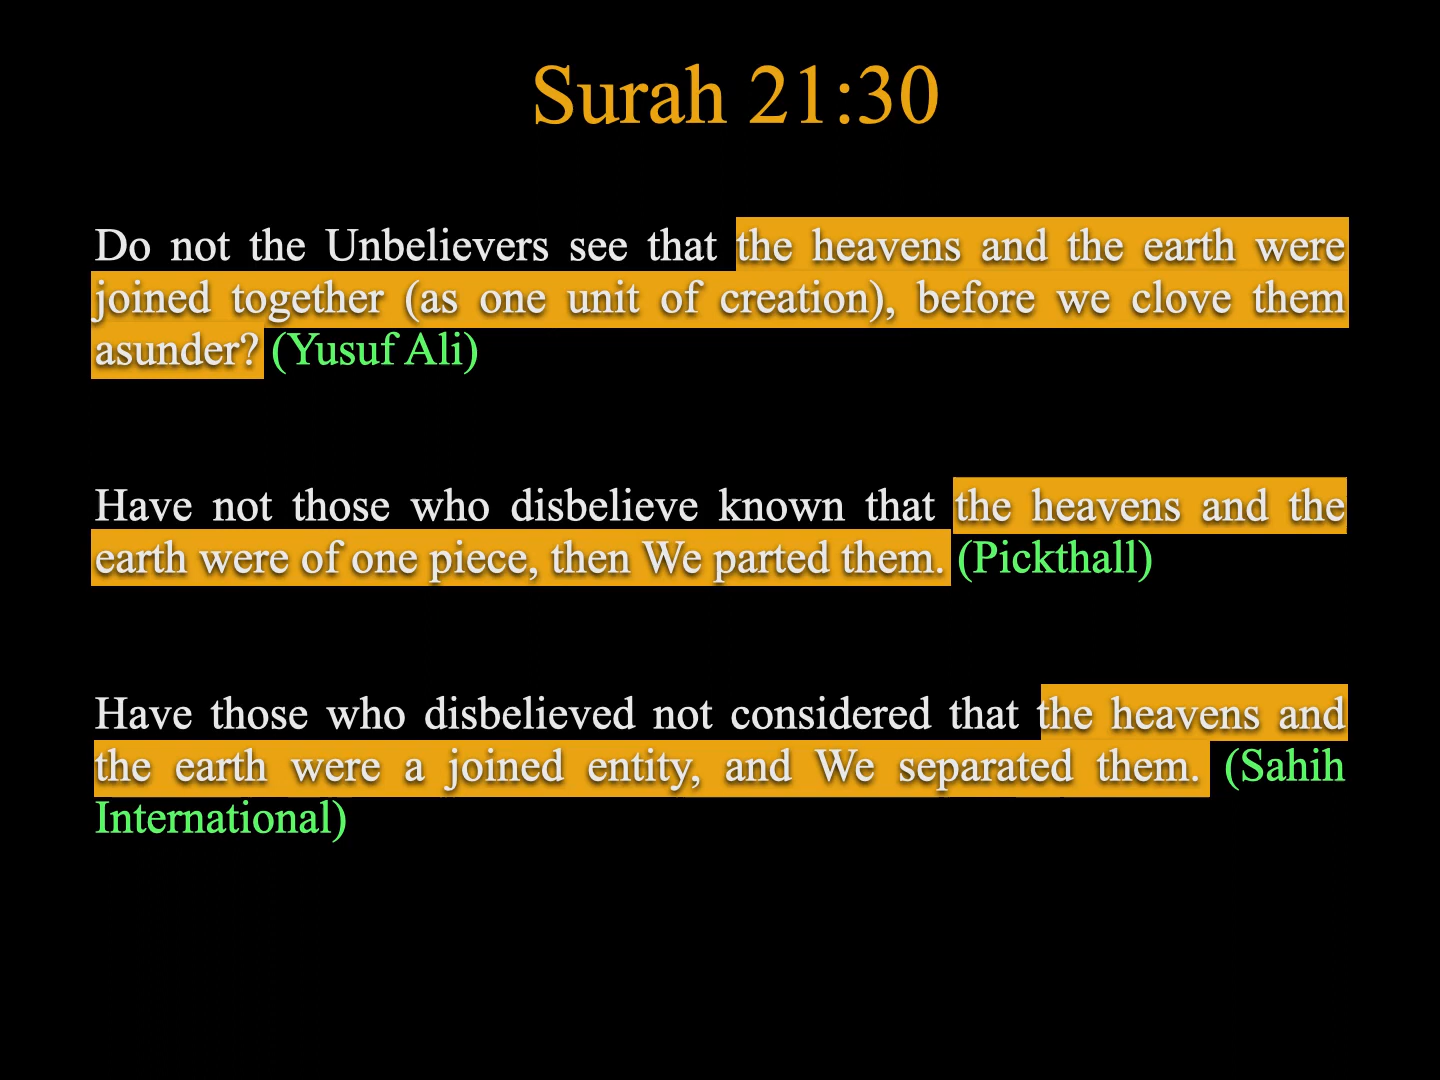 Surah 21:30
Do not the Unbelievers see that the heavens and the earth were
joined together (as one unit of creation), before we clove them
asunder? (Yusuf Ali)
Have not those who disbelieve known that the heavens and the
earth were of one piece, then We parted them. (Pickthall)
Have those who disbelieved not considered that the heavens and
the earth were a joined entity, and We separated them. (Sahih
International)